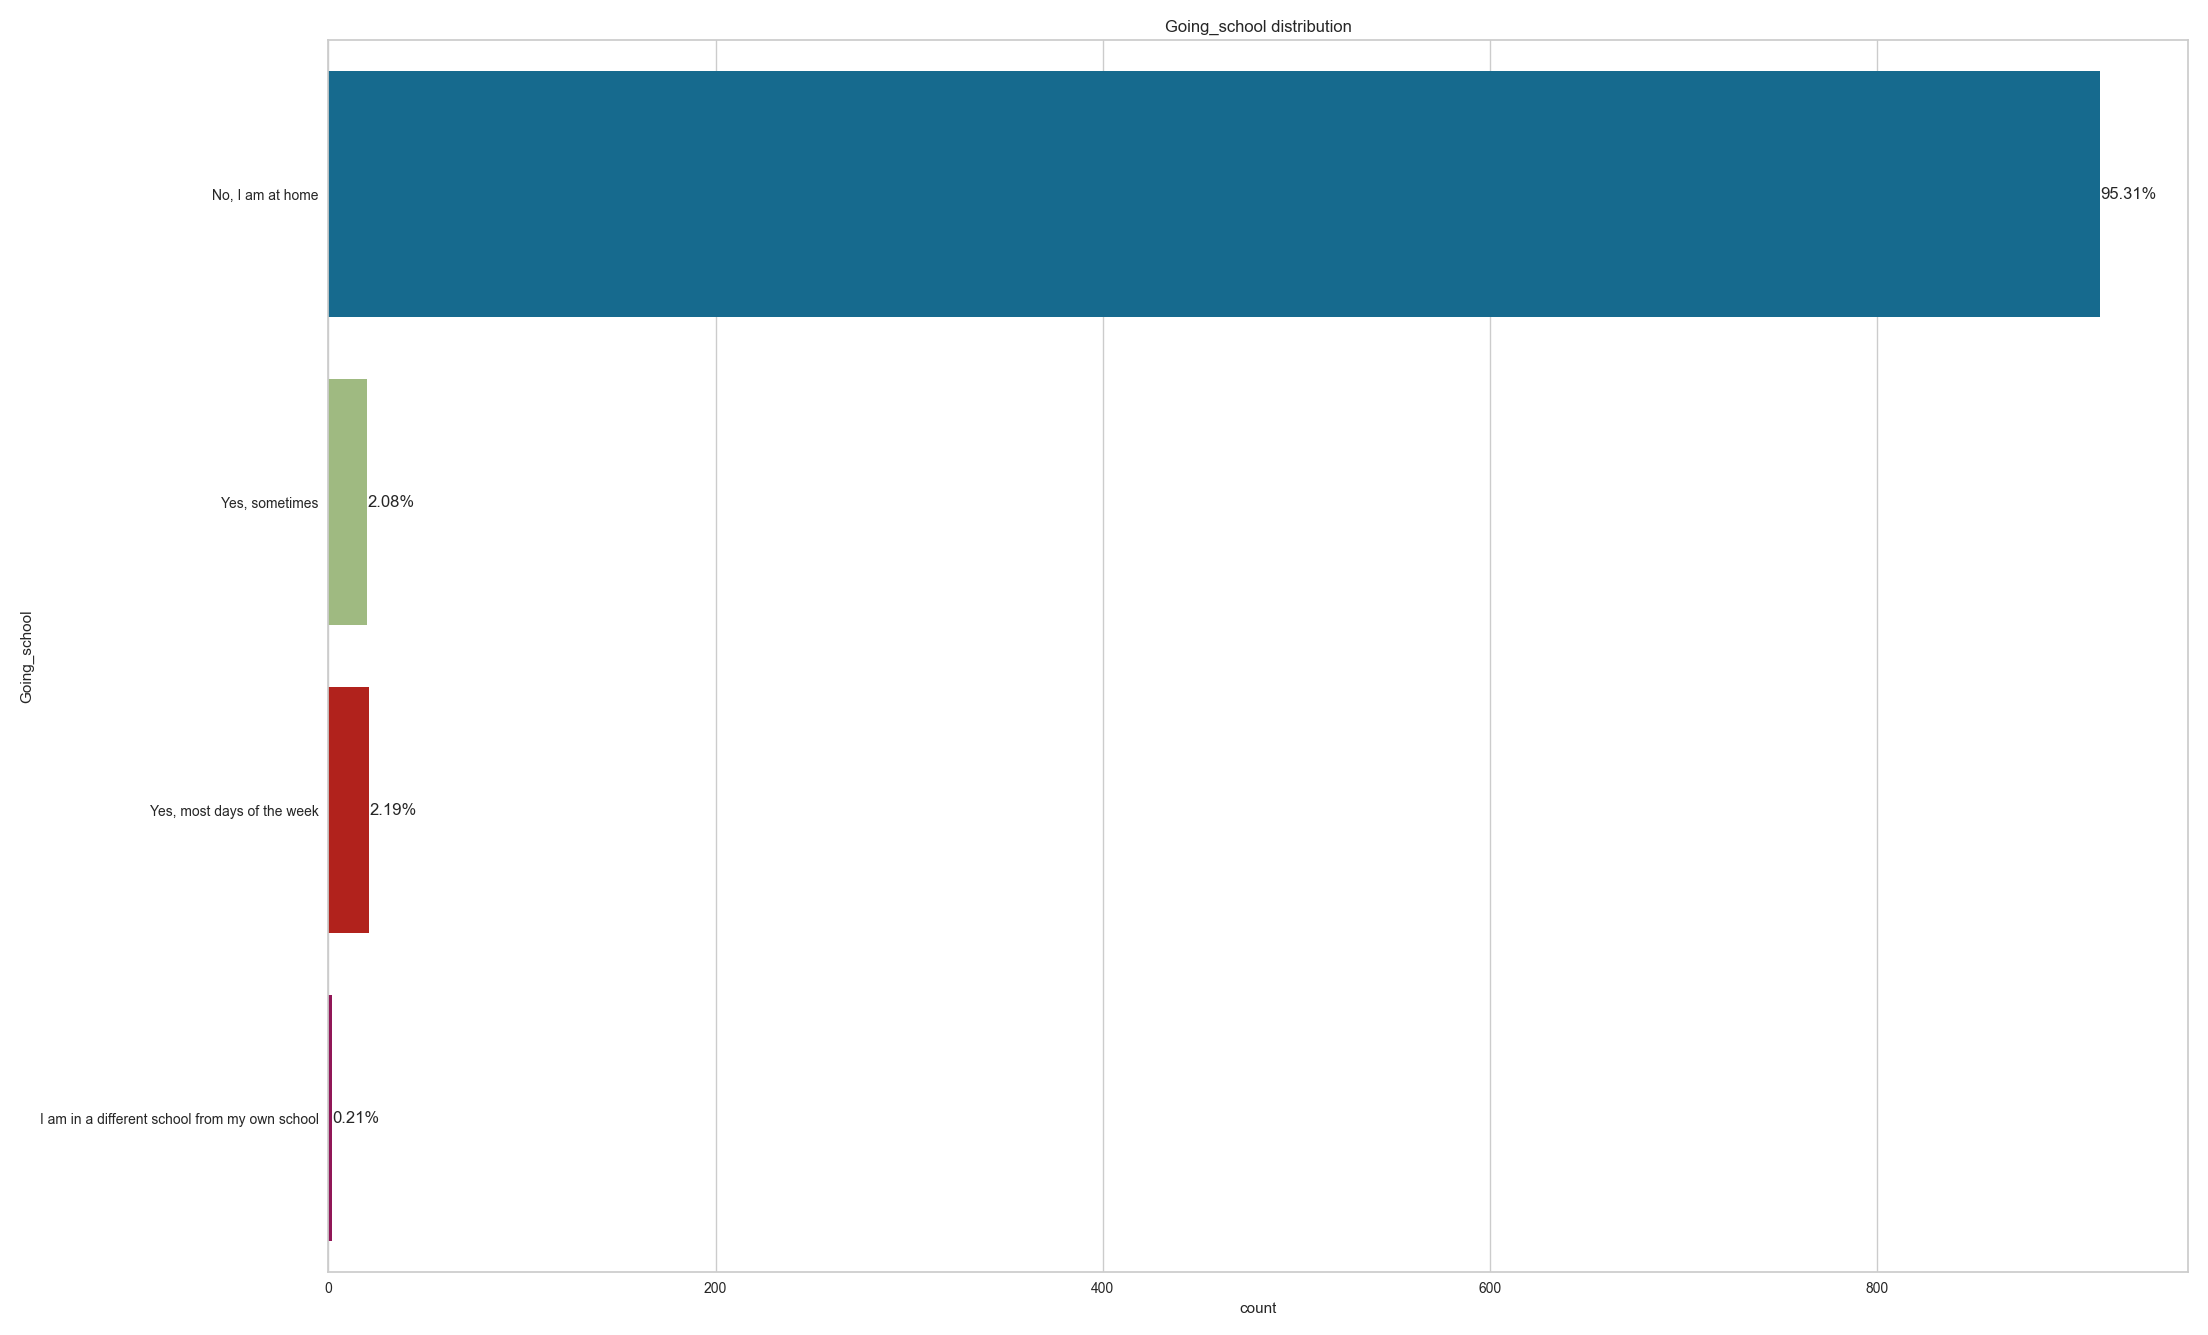 Going_school distribution
No, I am at home
95.31%
Yes, sometimes
2.08%
Going_school
Yes, most days of the week
2.19%
I am in a different school from my own school
0.21%
0
200
400
600
800
count